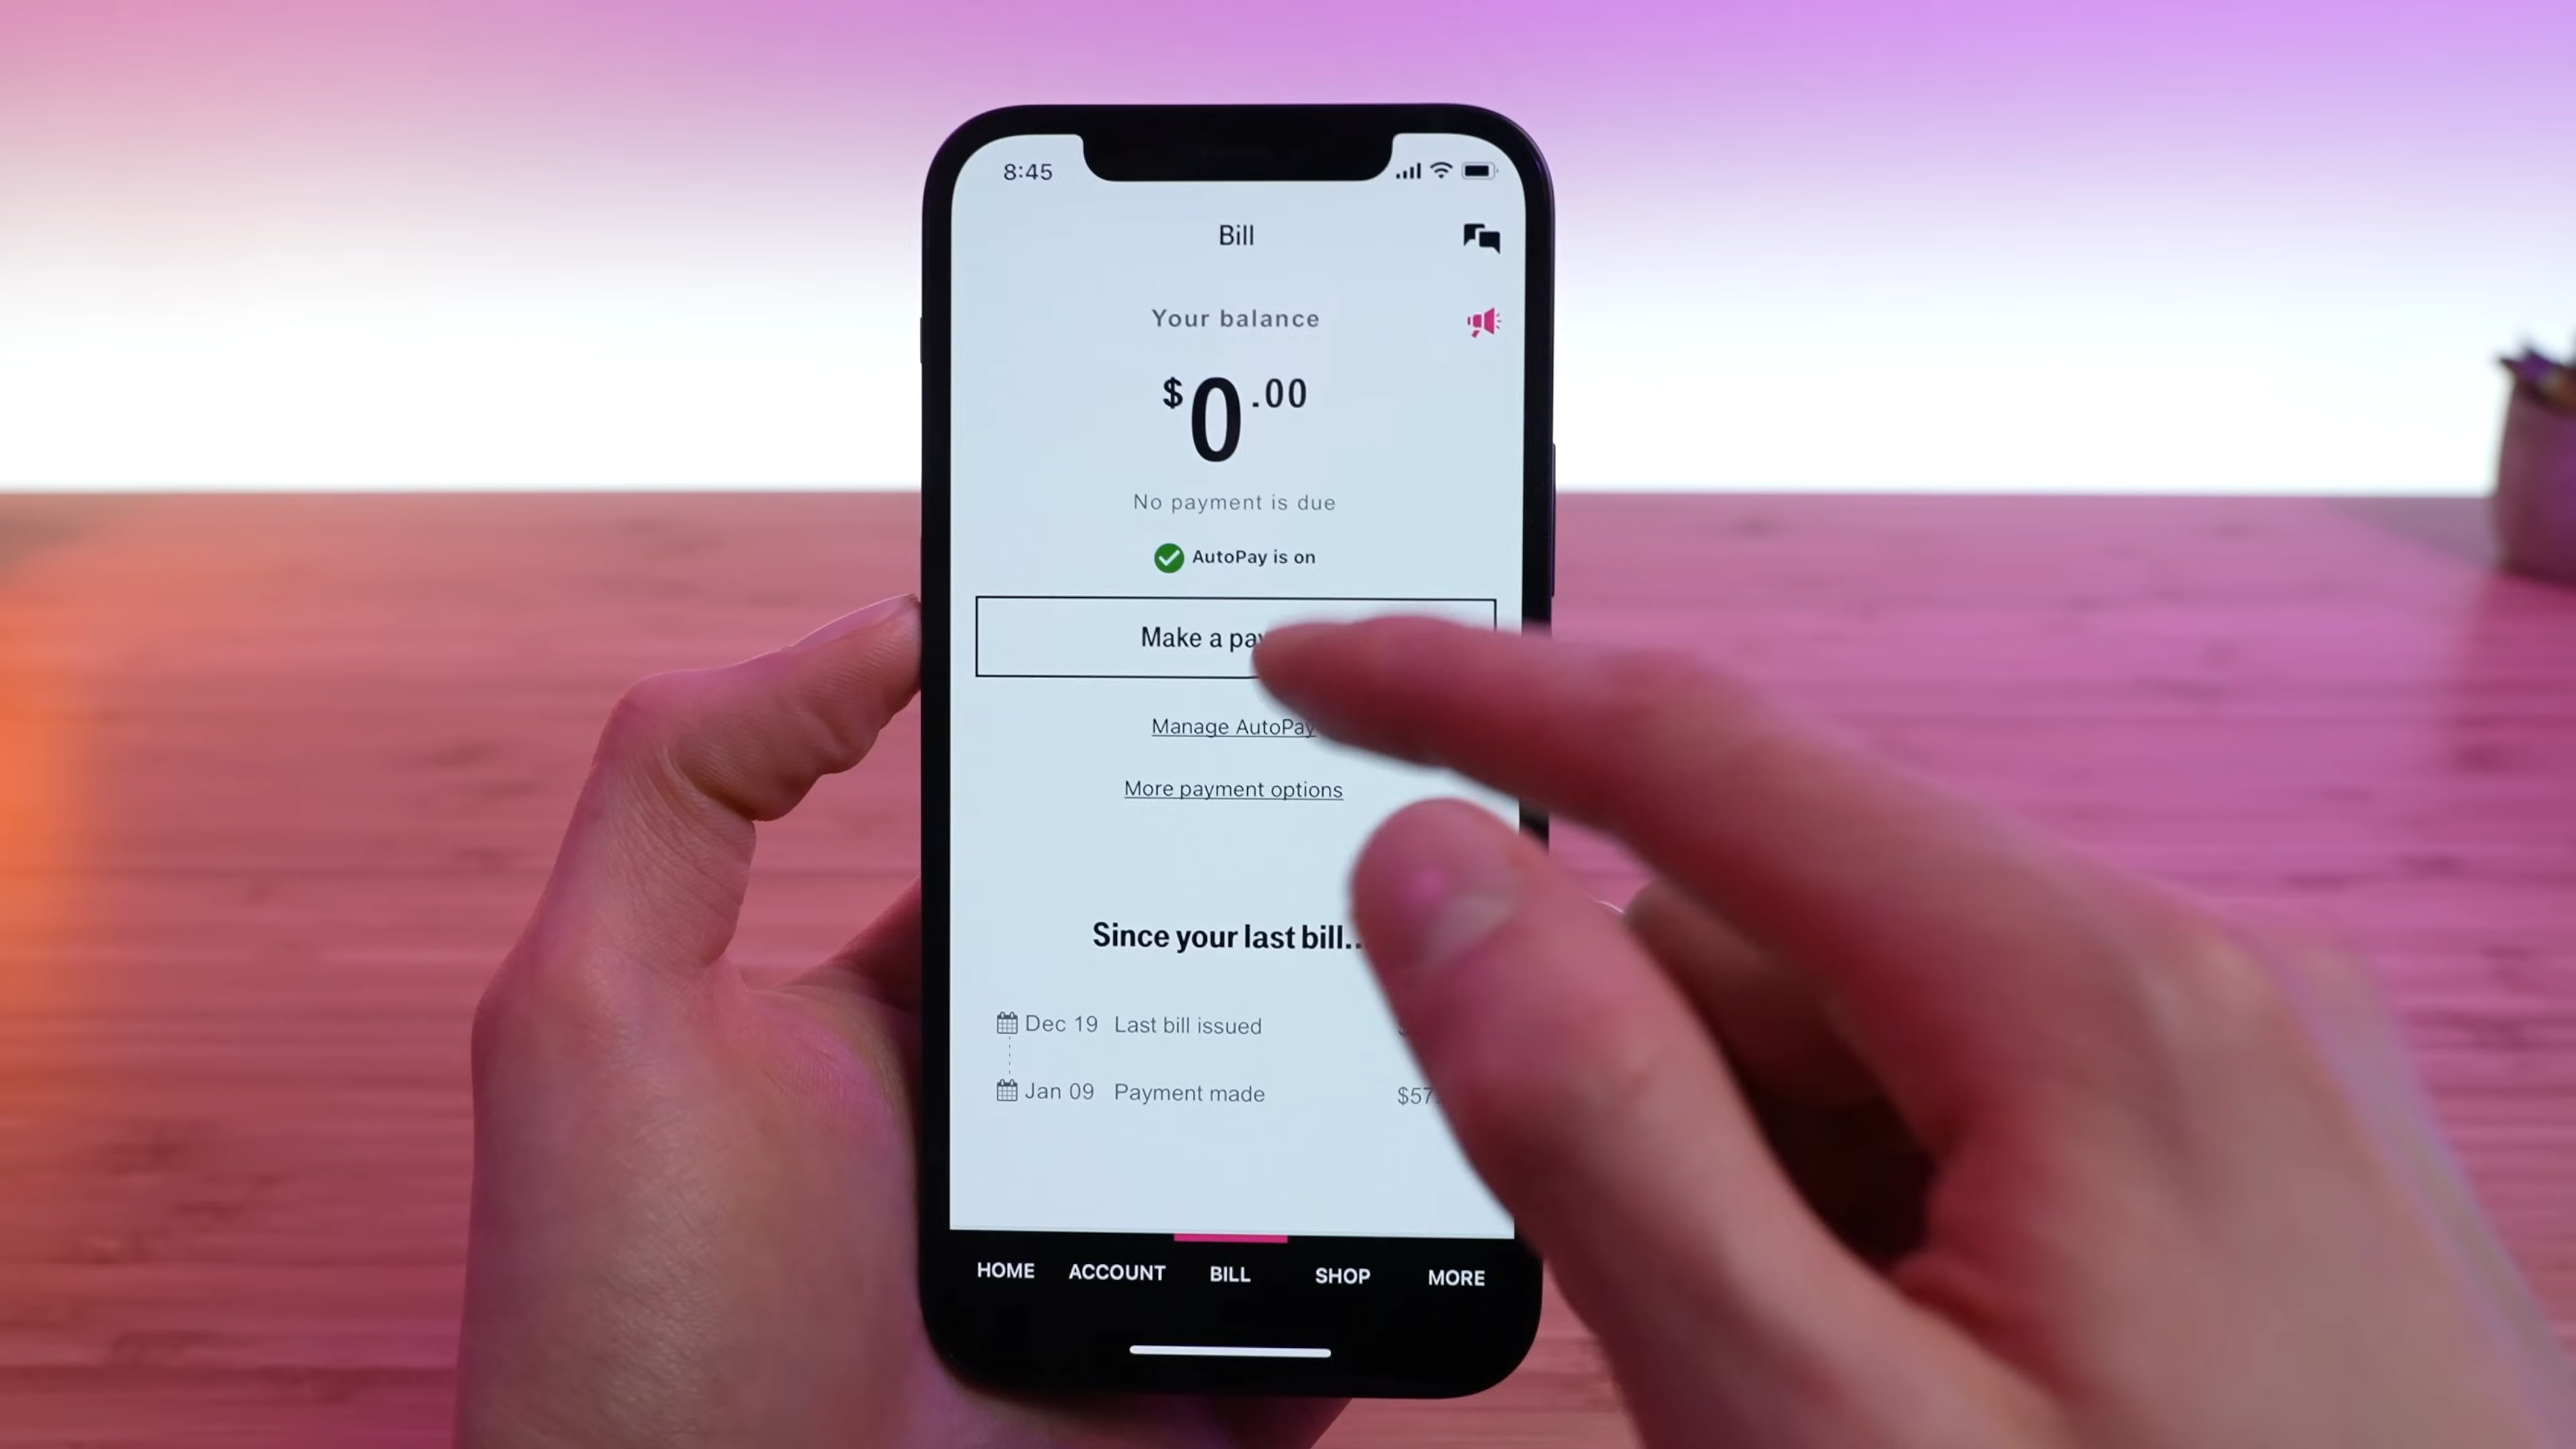 8:45
Bill
Your balance
$0.00
No payment is due
AutoPay is on
Make a
Manage AutoPay
More payment options
Since your last bill..
Dec 19 Last bill issued
Jan 09 Payment made $57
HOME ACCOUNT BILL SHOP MORE